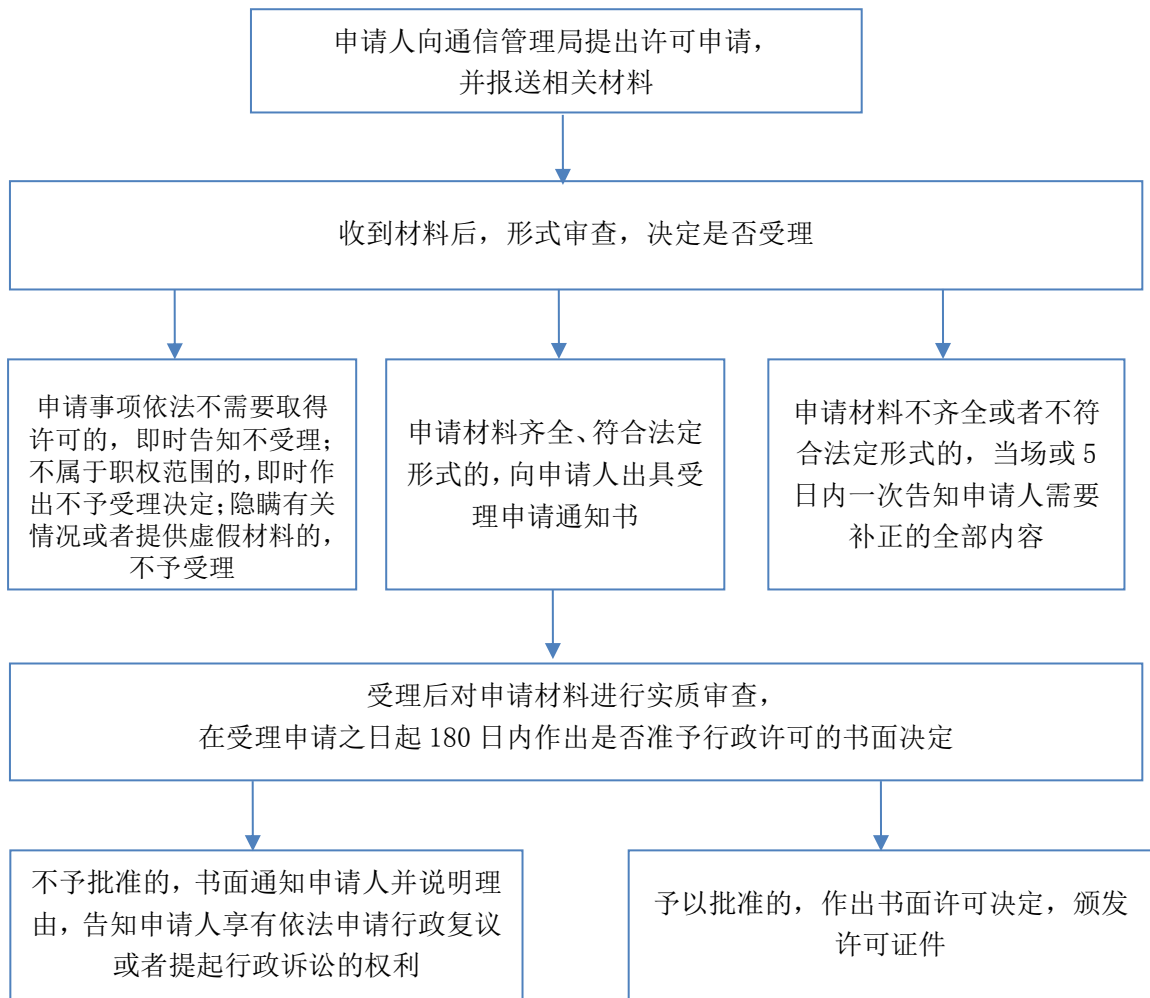 申请人向通信管理局提出许可申请，
并报送相关材料
收到材料后，形式审查，决定是否受理
申请事项依法不需要取得
许可的，即时告知不受理；
不属于职权范围的，即时作
出不予受理决定；隐瞒有关
情况或者提供虚假材料的，
不予受理
申请材料齐全、符合法定
形式的，向申请人出具受
理申请通知书
申请材料不齐全或者不符
合法定形式的，当场或 5
日内一次告知申请人需要
补正的全部内容
受理后对申请材料进行实质审查，
在受理申请之日起 180 日内作出是否准予行政许可的书面决定
不予批准的，书面通知申请人并说明理
由，告知申请人享有依法申请行政复议
或者提起行政诉讼的权利
予以批准的，作出书面许可决定，颁发
许可证件